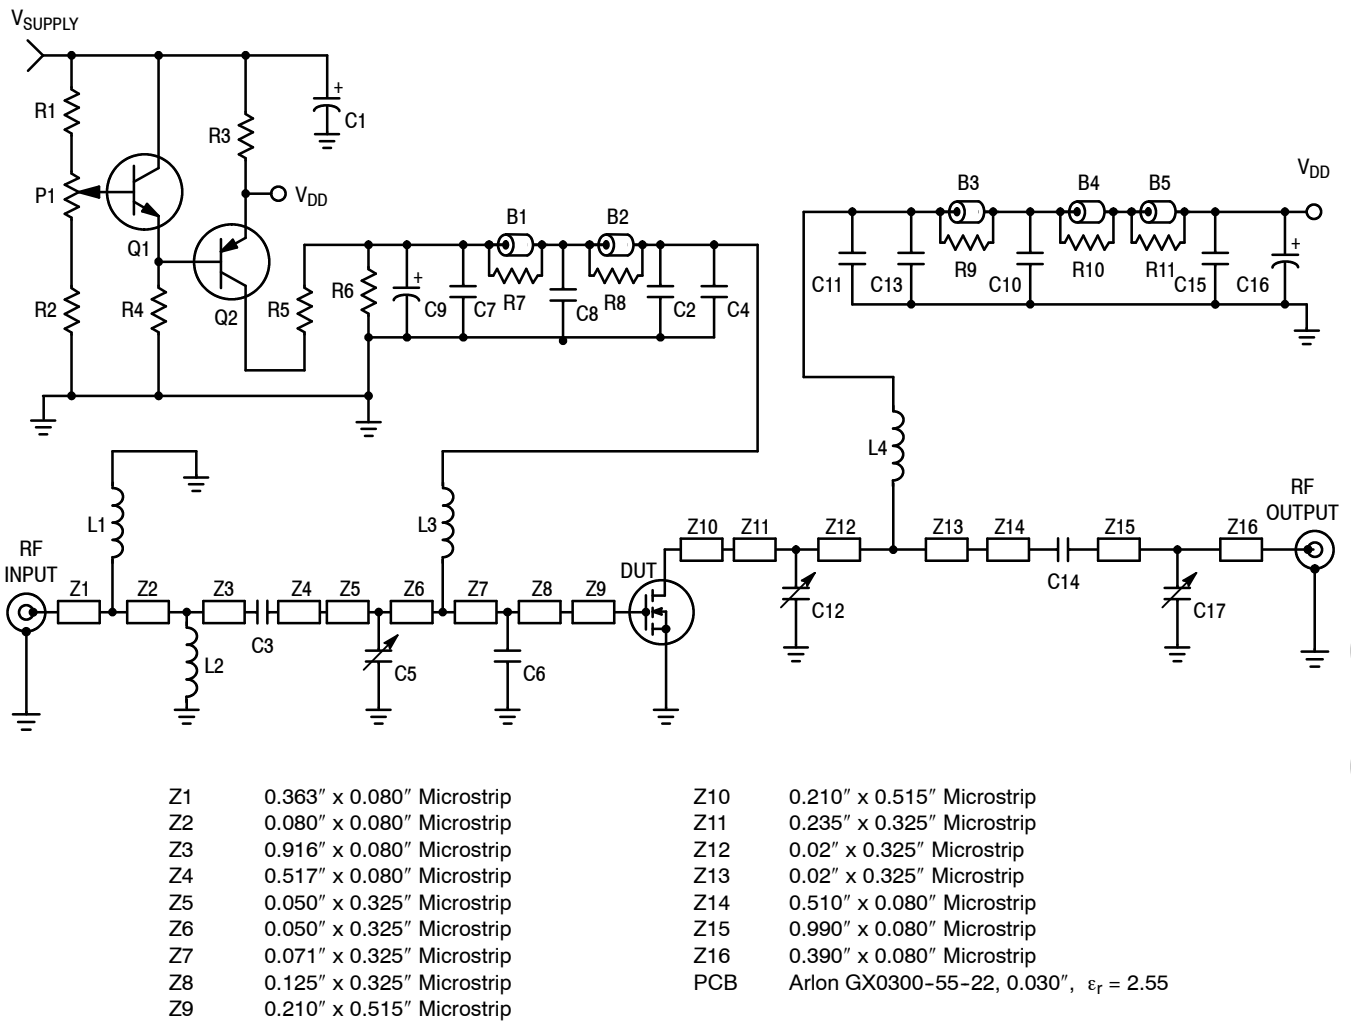 VSUPPLY
R1
R3
+
C1
P1
VDD
Q1
R2
R4
Q2
R5
R6
+
C9
C7
B1
R7
C8
B2
R8
C2
C4
VDD
B3
B4
B5
R9
R10
R11
C11
C13
C10
C15
C16
+
L4
L1
L3
RF
INPUT
Z1
Z2
Z3
Z4
Z5
Z6
Z7
Z8
Z9
L2
C3
C5
C6
DUT
Z10
Z11
Z12
Z13
Z14
Z15
Z16
C12
C14
C17
RF
OUTPUT
Z1 0.363″ x 0.080″ Microstrip
Z2 0.080″ x 0.080″ Microstrip
Z3 0.916″ x 0.080″ Microstrip
Z4 0.517″ x 0.080″ Microstrip
Z5 0.050″ x 0.325″ Microstrip
Z6 0.050″ x 0.325″ Microstrip
Z7 0.071″ x 0.325″ Microstrip
Z8 0.125″ x 0.325″ Microstrip
Z9 0.210″ x 0.515″ Microstrip
Z10 0.210″ x 0.515″ Microstrip
Z11 0.235″ x 0.325″ Microstrip
Z12 0.02″ x 0.325″ Microstrip
Z13 0.02″ x 0.325″ Microstrip
Z14 0.510″ x 0.080″ Microstrip
Z15 0.990″ x 0.080″ Microstrip
Z16 0.390″ x 0.080″ Microstrip
PCB Arlon GX0300-55-22, 0.030″, εr = 2.55